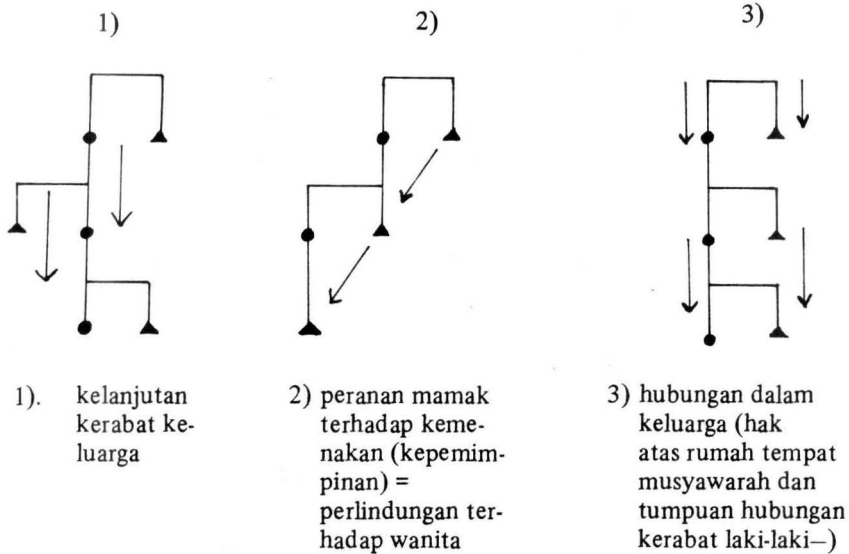 1)
2)
3)
1). kelanjutan
kerabat ke-
luarga
2) peranan mamak
terhadap keme-
nakan (kepemim-
pinan) =
perlindungan ter-
hadap wanita
3) hubungan dalam
keluarga (hak
atas rumah tempat
musyawarah dan
tumpuan hubungan
kerabat laki-laki—)